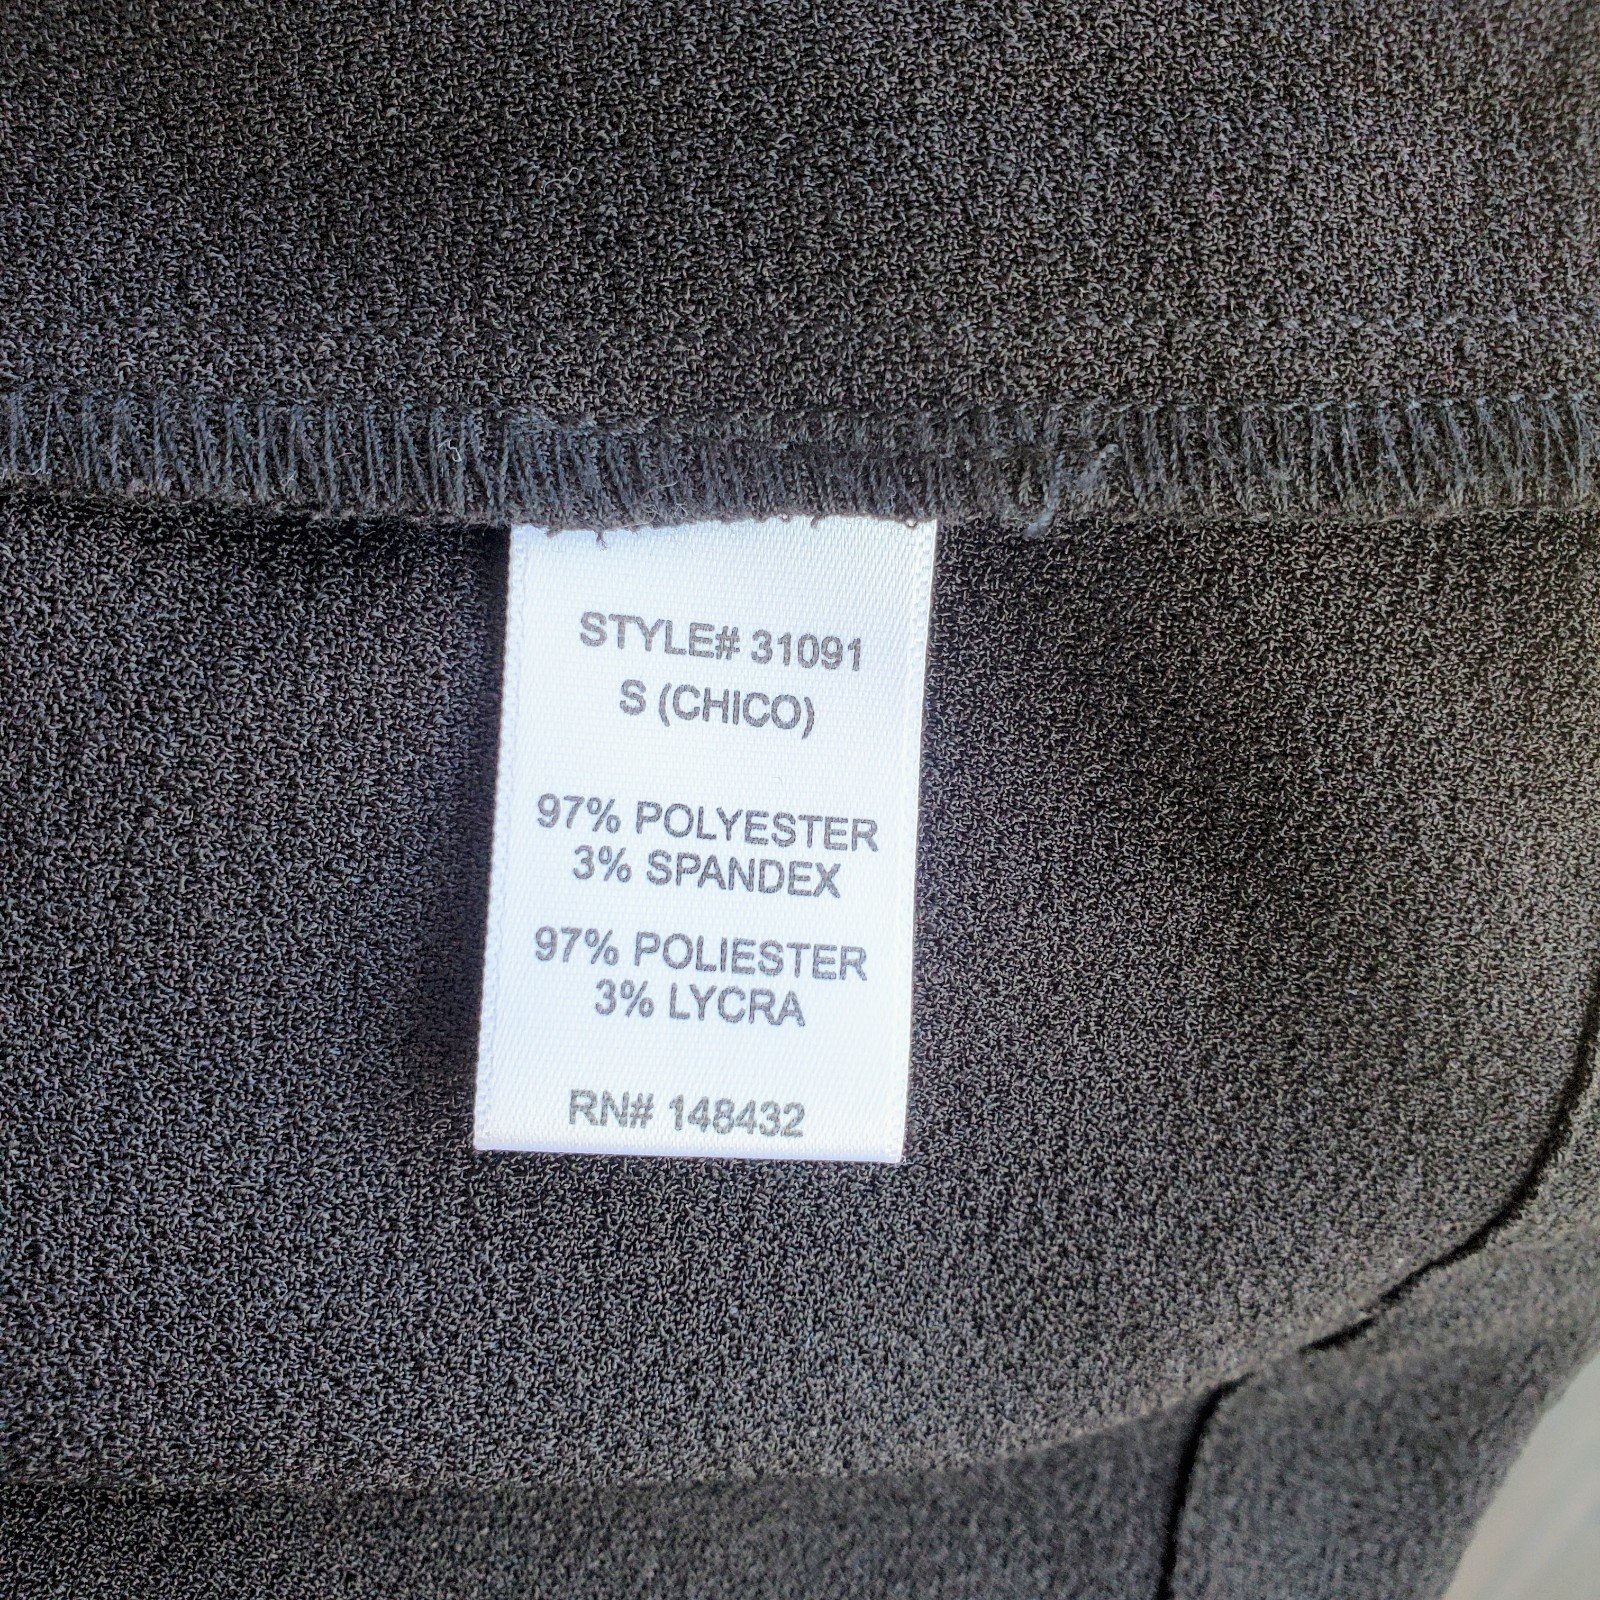 STYLE# 31091
S (CHICO)
97% POLYESTER
3% SPANDEX
97% POLIESTER
3% LYCRA
RN# 148432